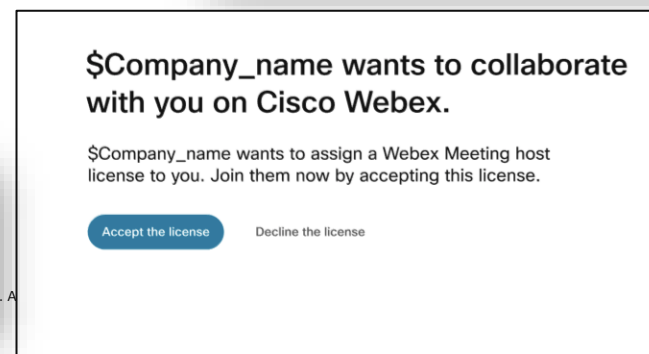 $Company_name wants to collaborate
with you on Cisco Webex.
$Company_name wants to assign a Webex Meeting host
license to you. Join them now by accepting this license.
Accept the license Decline the license
. A